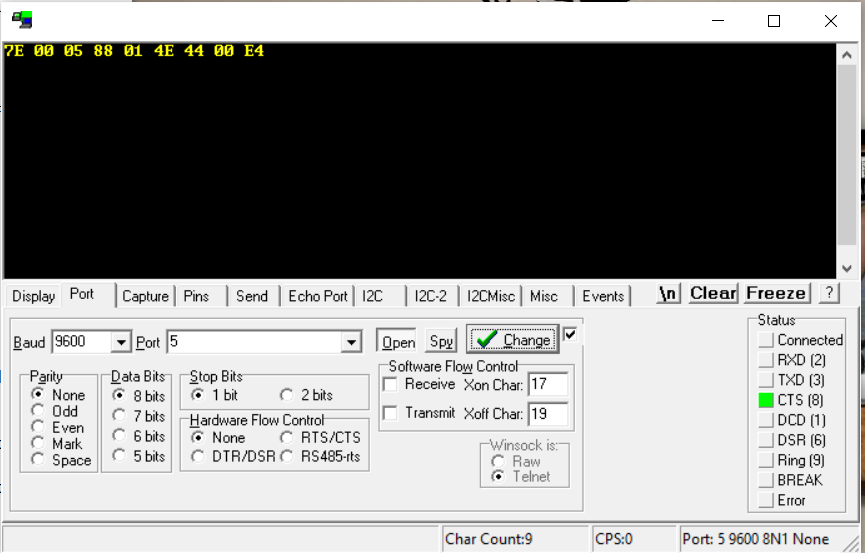 7E 00 05 88 01 4E 44 00 E4
Display Port Capture Pins Send Echo Port I2C I2C-2 I2CMisc Misc Events \n Clear Freeze ?
Baud 9600 Port 5 Open Spy Change
Parity
None
Odd
Even
Mark
Space
Data Bits
8 bits
7 bits
6 bits
5 bits
Stop Bits
1 bit 2 bits
Hardware Flow Control
None RTS/CTS
DTR/DSR RS485-rts
Software Flow Control
Receive Xon Char: 17
Transmit Xoff Char: 19
Winsock is:
Raw
Telnet
Status
Connected
RXD (2)
TXD (3)
CTS (8)
DCD (1)
DSR (6)
Ring (9)
BREAK
Error
Char Count:9 CPS:0 Port: 5 9600 8N1 None